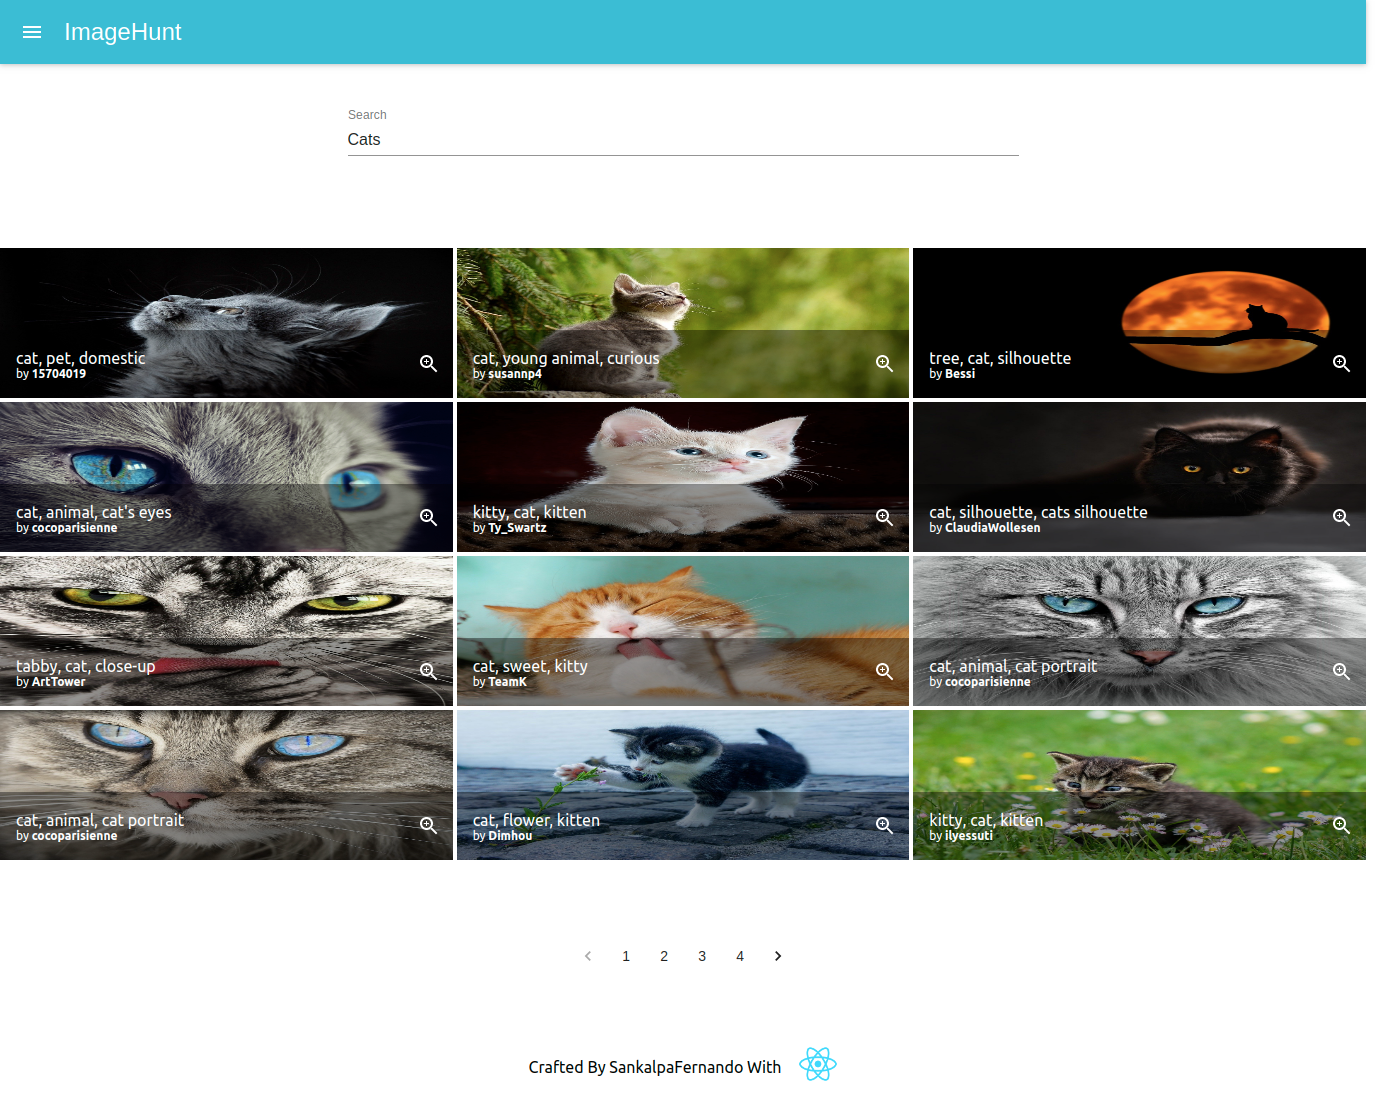 ImageHunt
Search
Cats
cat, pet, domestic
by 15704019
cat, young animal, curious
by susannp4
tree, cat, silhouette
by Bessi
cat, animal, cat's eyes
by cocoparisienne
kitty, cat, kitten
by Ty_Swartz
cat, silhouette, cats silhouette
by ClaudiaWollesen
tabby, cat, close-up
by ArtTower
cat, sweet, kitty
by TeamK
cat, animal, cat portrait
by cocoparisienne
cat, animal, cat portrait
by cocoparisienne
cat, flower, kitten
by Dimhou
kitty, cat, kitten
by ilyessuti
1 2 3 4
Crafted By SankalpaFernando With